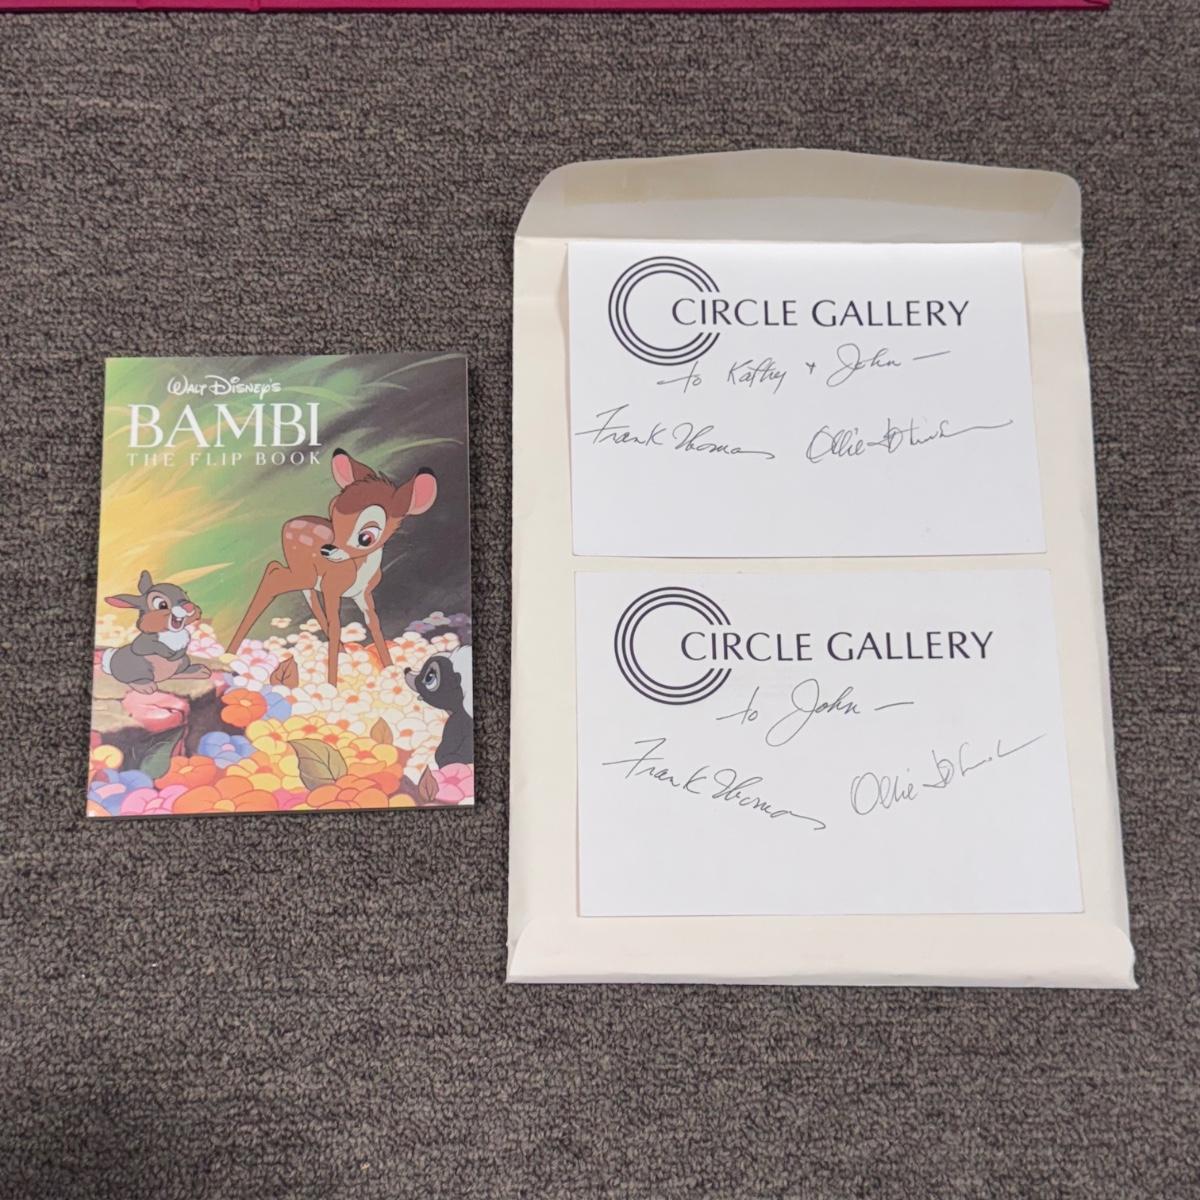 WALT DISNEY'S
BAMBI
THE FLIP BOOK
CIRCLE GALLERY
to Kathy + John —
Frank Thomas Ollie Johnston
CIRCLE GALLERY
to John —
Frank Thomas Ollie Johnston